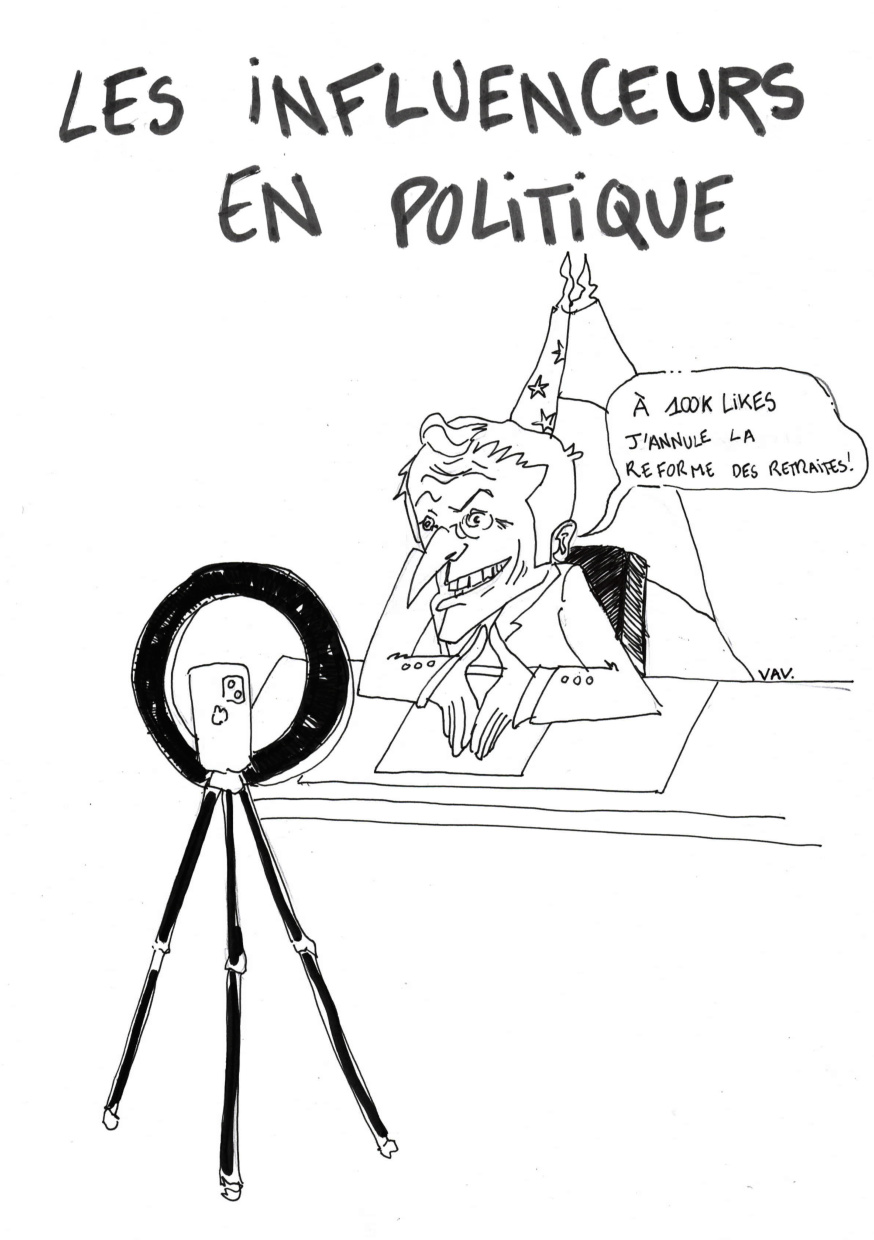 LES iNFLUENCEURS
EN POLiTiQUE
À 100K LiKES
J'ANNULE LA
REFORME DES RETRAITES!
VAV.